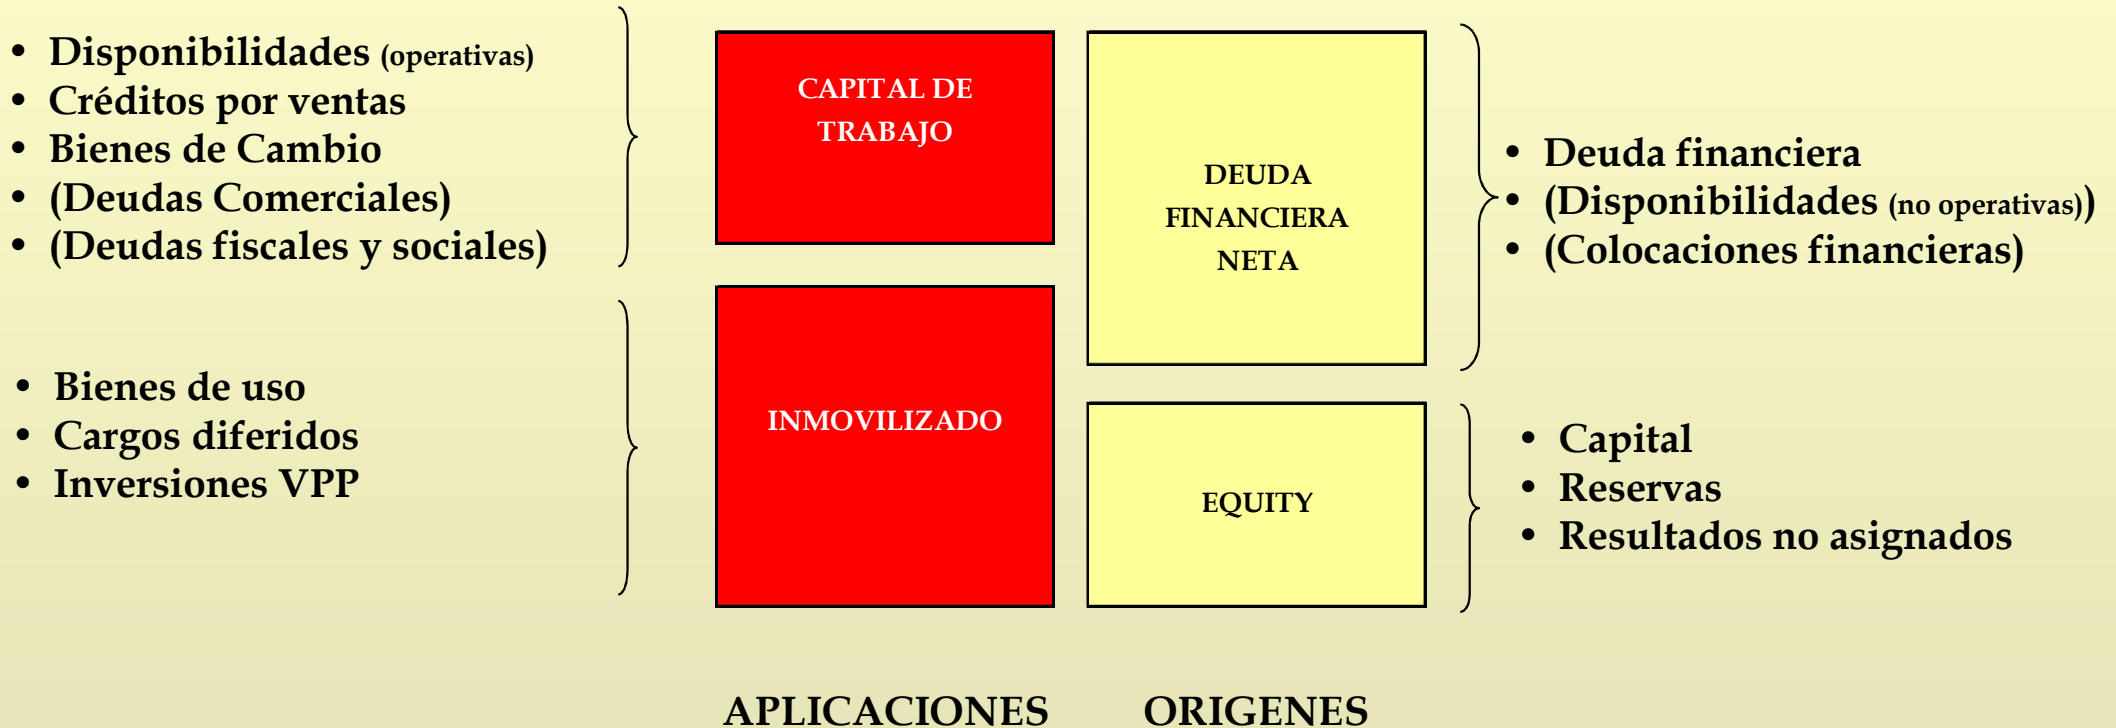 • Disponibilidades (operativas)
• Créditos por ventas
• Bienes de Cambio
• (Deudas Comerciales)
• (Deudas fiscales y sociales)
• Bienes de uso
• Cargos diferidos
• Inversiones VPP
CAPITAL DE
TRABAJO
INMOVILIZADO
DEUDA
FINANCIERA
NETA
EQUITY
• Deuda financiera
• (Disponibilidades (no operativas))
• (Colocaciones financieras)
• Capital
• Reservas
• Resultados no asignados
APLICACIONES
ORIGENES